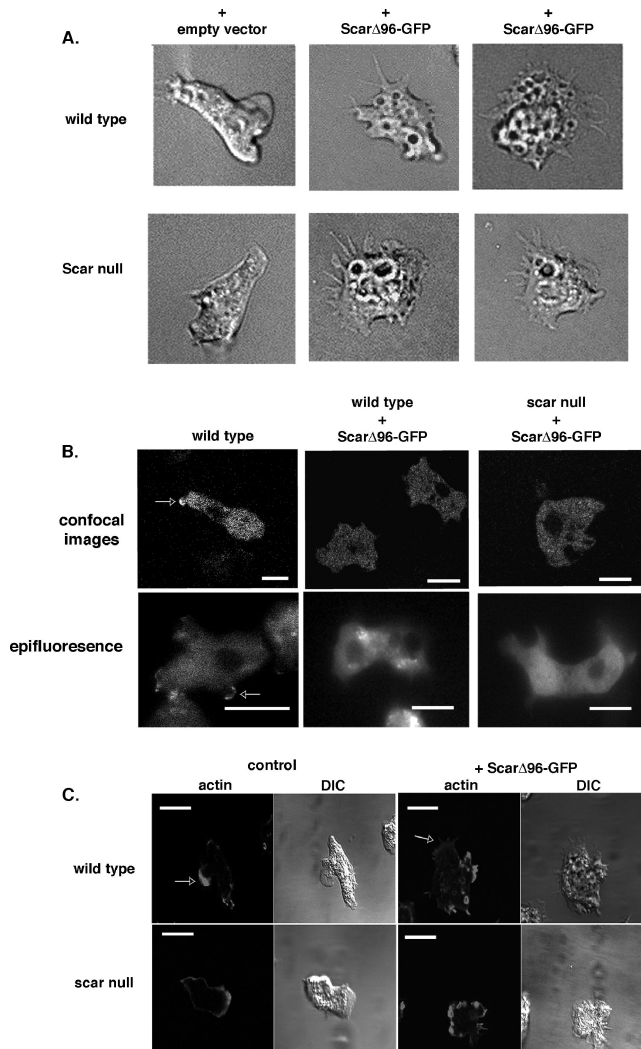 + + +
A. empty vector ScarΔ96-GFP ScarΔ96-GFP
wild type
Scar null
wild type scar null
+ +
wild type ScarΔ96-GFP ScarΔ96-GFP
B.
confocal
images
epifluoresence
control + ScarΔ96-GFP
C. actin DIC actin DIC
wild type
scar null